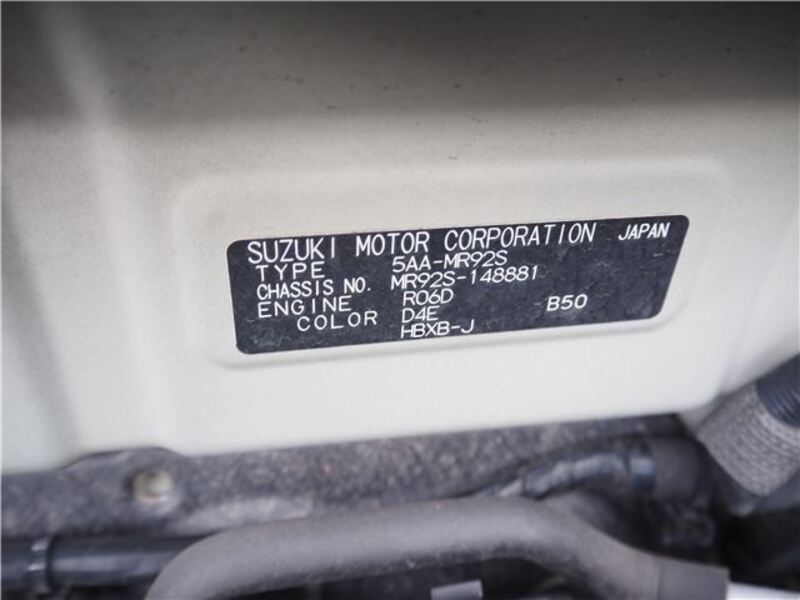 SUZUKI MOTOR CORPORATION JAPAN
TYPE 5AA-MR92S
CHASSIS NO. MR92S-148881
ENGINE R06D
COLOR D4E B50
HBXB-J